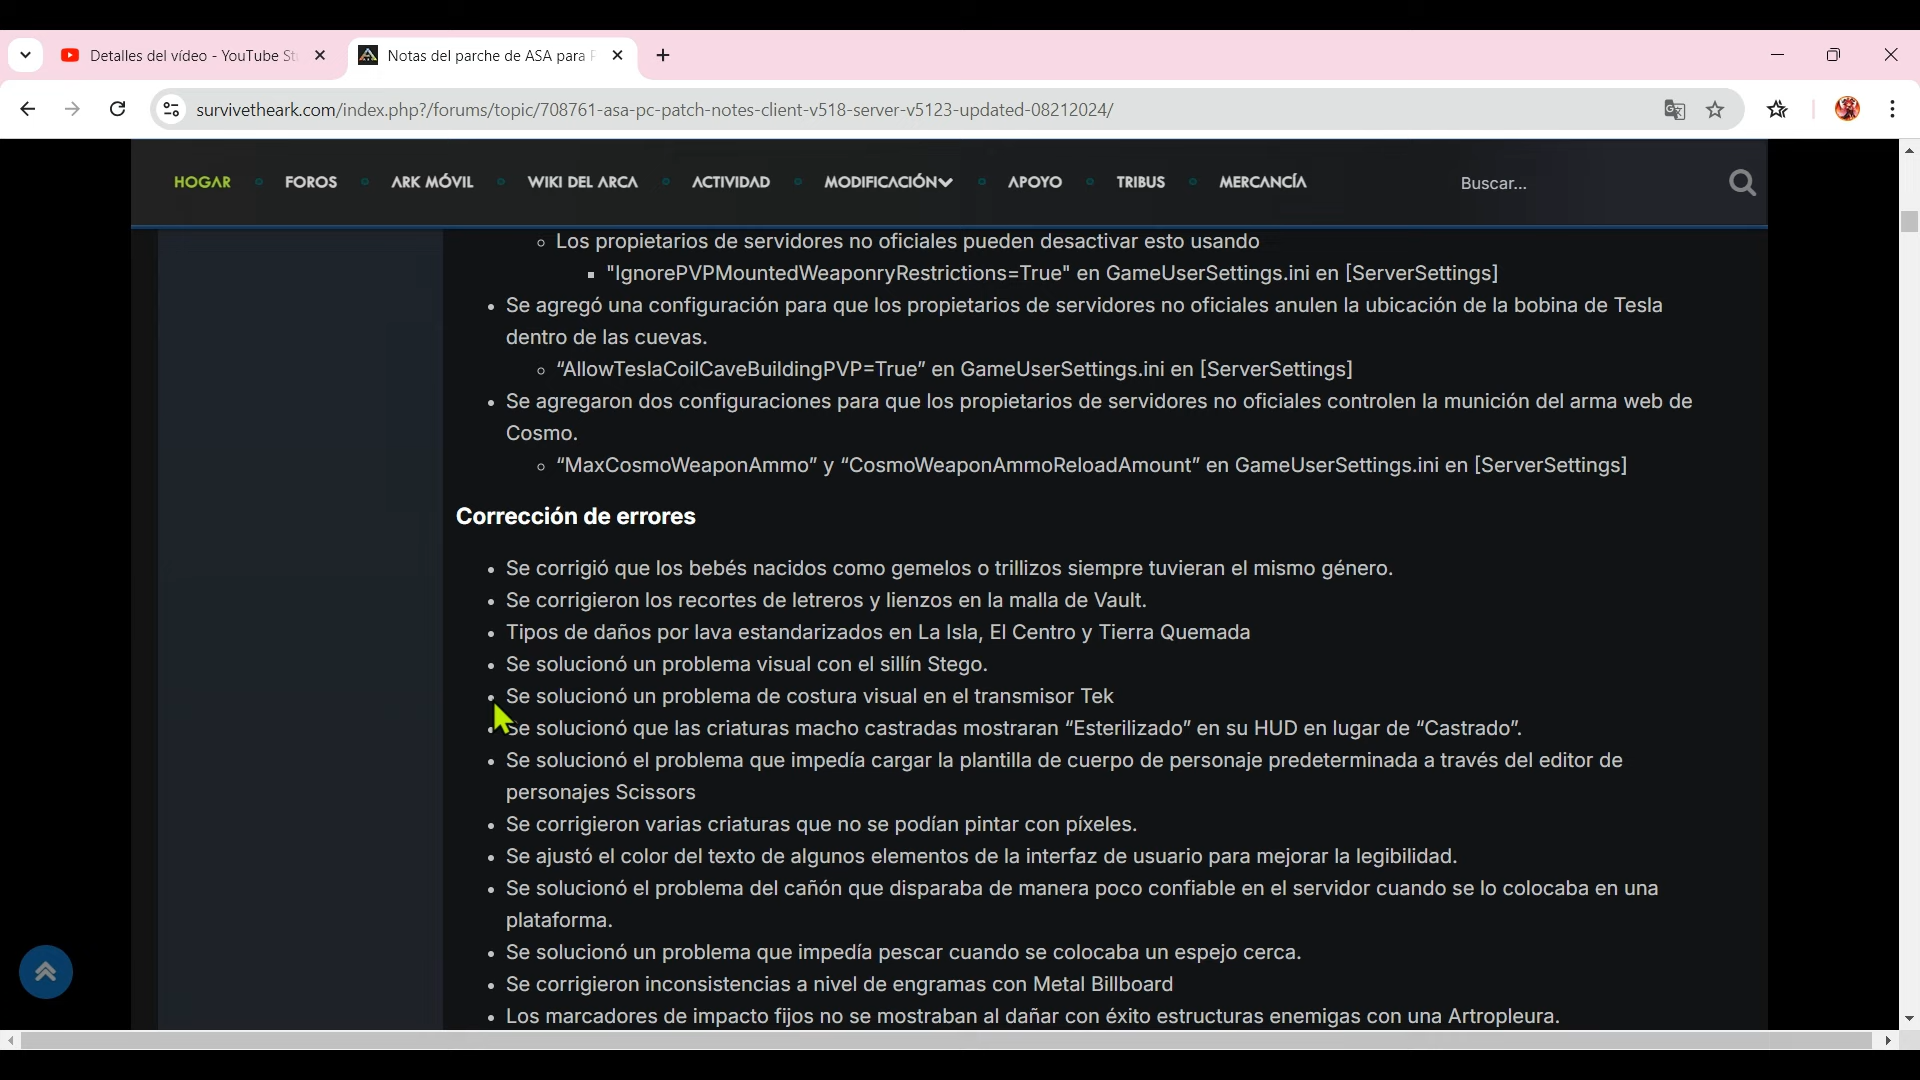 Detalles del vídeo - YouTube St
Notas del parche de ASA para P
survivetheark.com/index.php?/forums/topic/708761-asa-pc-patch-notes-client-v518-server-v5123-updated-08212024/
HOGAR
FOROS
ARK MÓVIL
WIKI DEL ARCA
ACTIVIDAD
MODIFICACIÓN
APOYO
TRIBUS
MERCANCÍA
Buscar...
Los propietarios de servidores no oficiales pueden desactivar esto usando
"IgnorePVPMountedWeaponryRestrictions=True" en GameUserSettings.ini en [ServerSettings]
Se agregó una configuración para que los propietarios de servidores no oficiales anulen la ubicación de la bobina de Tesla
dentro de las cuevas.
“AllowTeslaCoilCaveBuildingPVP=True” en GameUserSettings.ini en [ServerSettings]
Se agregaron dos configuraciones para que los propietarios de servidores no oficiales controlen la munición del arma web de
Cosmo.
“MaxCosmoWeaponAmmo” y “CosmoWeaponAmmoReloadAmount” en GameUserSettings.ini en [ServerSettings]
Corrección de errores
Se corrigió que los bebés nacidos como gemelos o trillizos siempre tuvieran el mismo género.
Se corrigieron los recortes de letreros y lienzos en la malla de Vault.
Tipos de daños por lava estandarizados en La Isla, El Centro y Tierra Quemada
Se solucionó un problema visual con el sillín Stego.
Se solucionó un problema de costura visual en el transmisor Tek
Se solucionó que las criaturas macho castradas mostraran “Esterilizado” en su HUD en lugar de “Castrado”.
Se solucionó el problema que impedía cargar la plantilla de cuerpo de personaje predeterminada a través del editor de
personajes Scissors
Se corrigieron varias criaturas que no se podían pintar con píxeles.
Se ajustó el color del texto de algunos elementos de la interfaz de usuario para mejorar la legibilidad.
Se solucionó el problema del cañón que disparaba de manera poco confiable en el servidor cuando se lo colocaba en una
plataforma.
Se solucionó un problema que impedía pescar cuando se colocaba un espejo cerca.
Se corrigieron inconsistencias a nivel de engramas con Metal Billboard
Los marcadores de impacto fijos no se mostraban al dañar con éxito estructuras enemigas con una Artropleura.